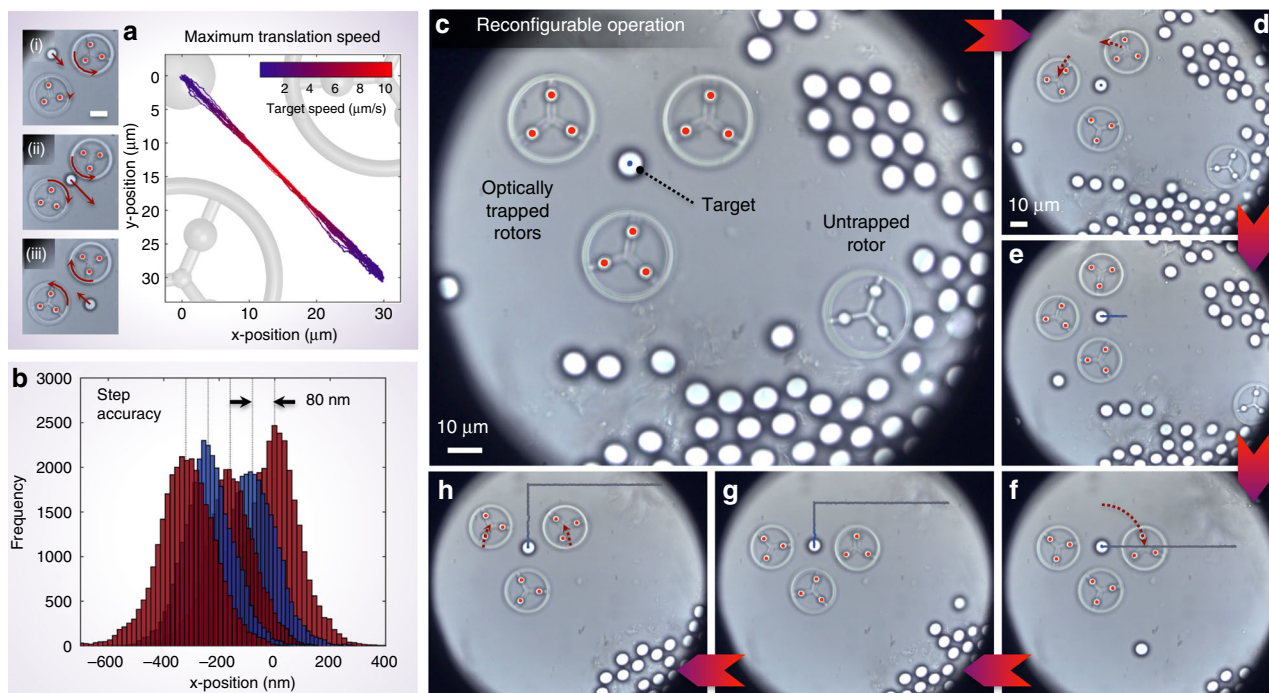 a
Maximum translation speed
(i)
(ii)
(iii)
2 4 6 8 10
Target speed (μm/s)
0
5
10
15
20
25
30
y-position (μm)
0 10 20 30
x-position (μm)
b
Step
accuracy
80 nm
3000
2500
2000
1500
1000
500
0
Frequency
−600 −400 −200 0 200 400
x-position (nm)
c
Reconfigurable operation
Optically
trapped
rotors
Target
Untrapped
rotor
10 μm
d
10 μm
e
f
g
h